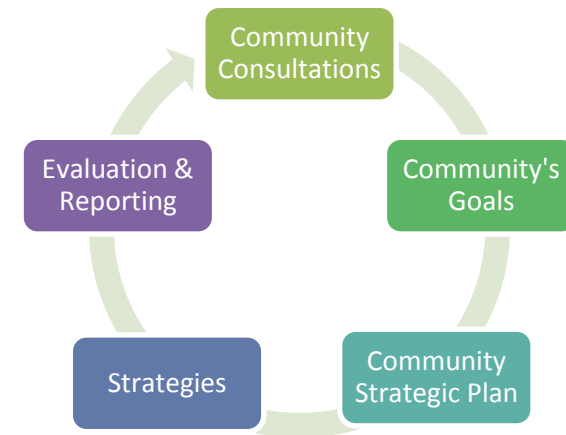 Community
Consultations
Community's
Goals
Community
Strategic Plan
Strategies
Evaluation &
Reporting